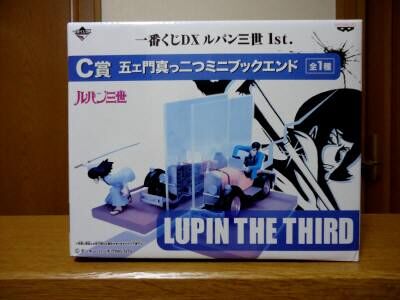 一番くじDX ルパン三世 1st.
C賞 五ェ門真っ二つミニブックエンド 全1種
ルパン三世
LUPIN THE THIRD